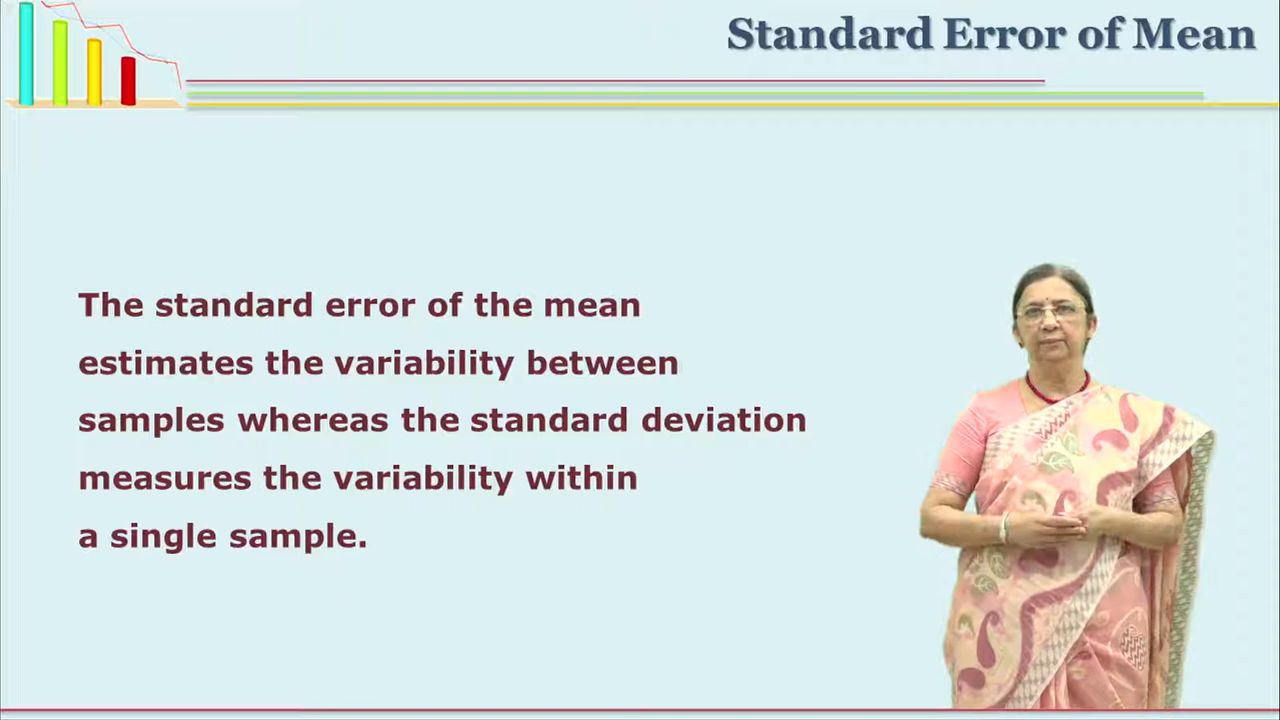 Standard Error of Mean
The standard error of the mean
estimates the variability between
samples whereas the standard deviation
measures the variability within
a single sample.